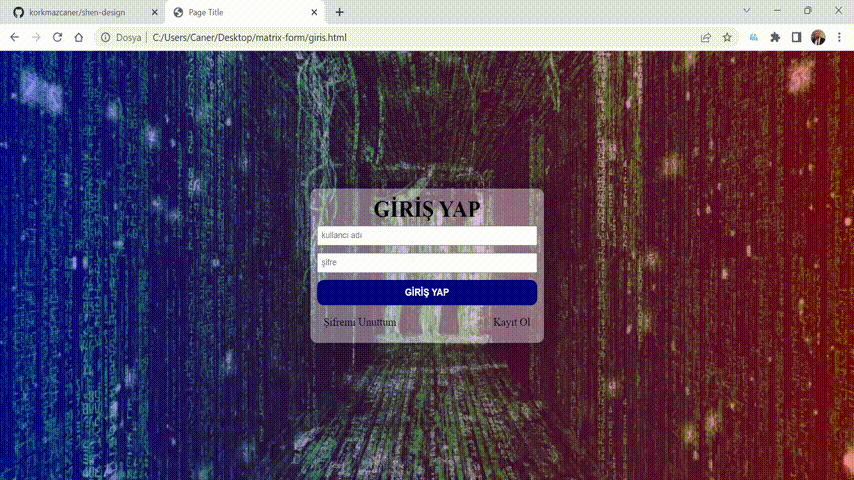 korkmazcaner/shen-design
Page Title
Dosya
C:/Users/Caner/Desktop/matrix-form/giris.html
GİRİŞ YAP
kullanıcı adı
şifre
GİRİŞ YAP
Şifremi Unuttum
Kayıt Ol